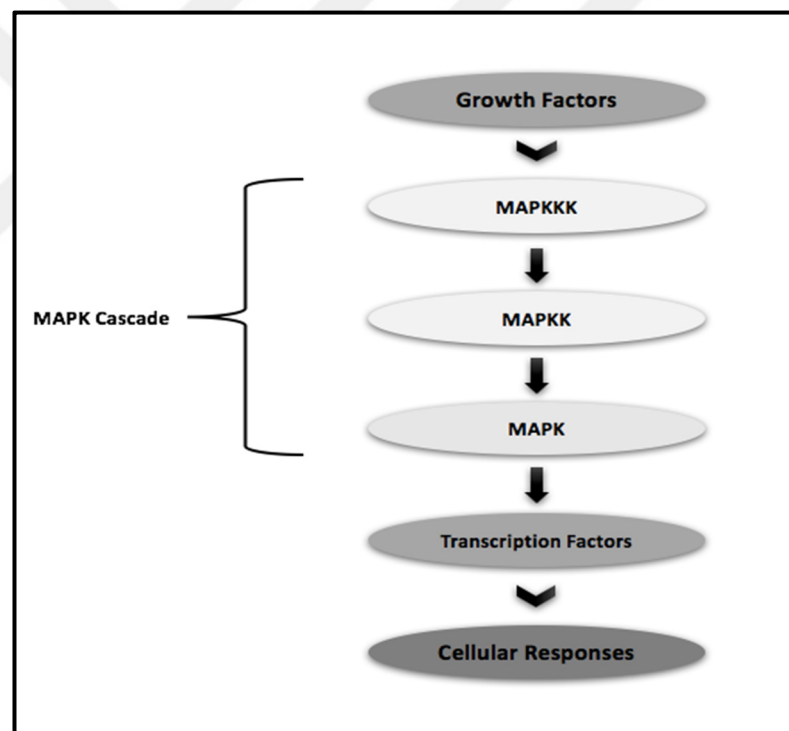 Growth Factors
MAPKKK
MAPK Cascade
MAPKK
MAPK
Transcription Factors
Cellular Responses